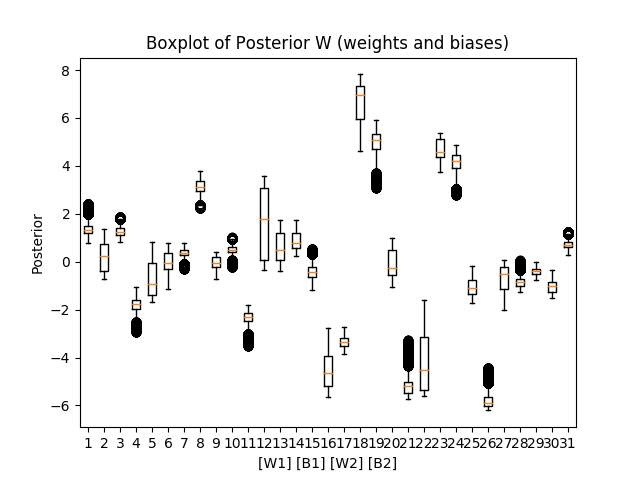 Boxplot of Posterior W (weights and biases)
Posterior
8
6
4
2
0
−2
−4
−6
1 2 3 4 5 6 7 8 9 10 11 12 13 14 15 16 17 18 19 20 21 22 23 24 25 26 27 28 29 30 31
[W1] [B1] [W2] [B2]